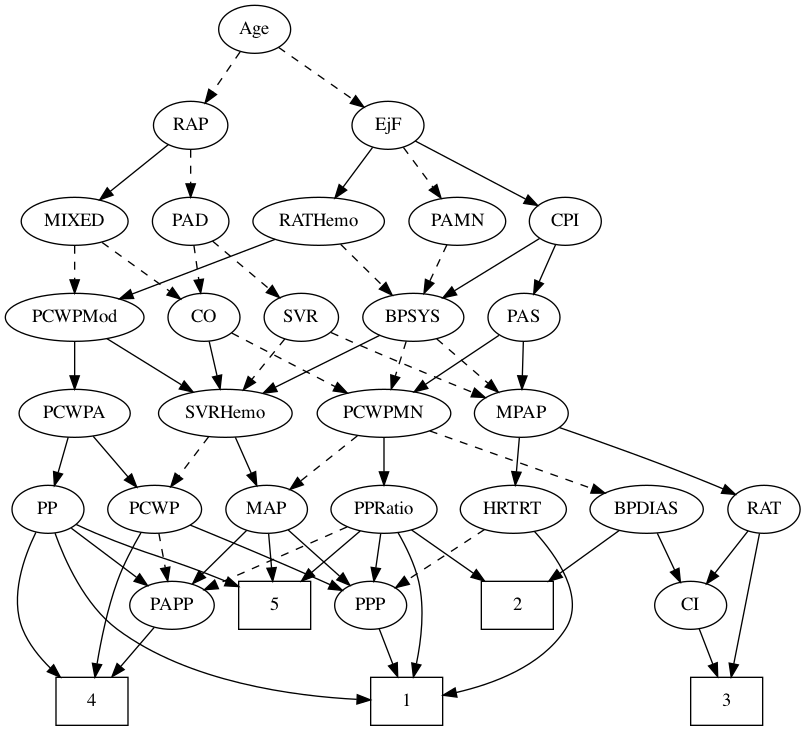 Age
RAP
EjF
MIXED
PAD
RATHemo
PAMN
CPI
PCWPMod
CO
SVR
BPSYS
PAS
PCWPA
SVRHemo
PCWPMN
MPAP
PP
PCWP
MAP
PPRatio
HRTRT
BPDIAS
RAT
PAPP
5
PPP
2
CI
4
1
3